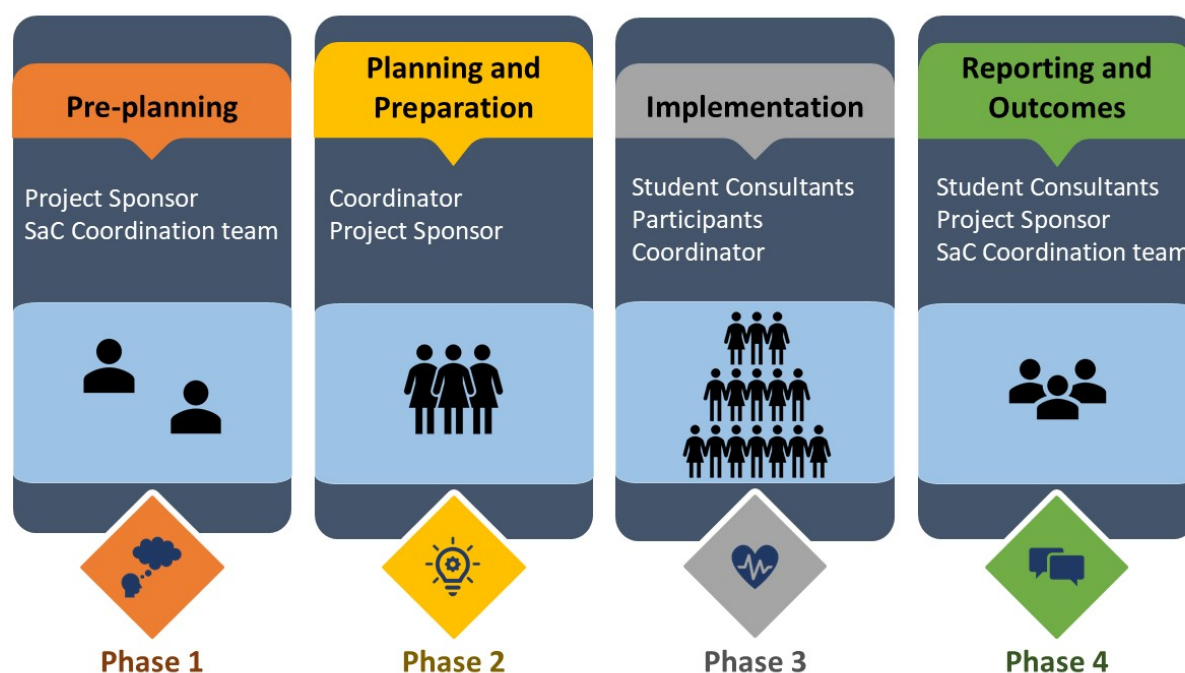 Pre-planning
Project Sponsor
SaC Coordination team
Phase 1
Planning and
Preparation
Coordinator
Project Sponsor
Phase 2
Implementation
Student Consultants
Participants
Coordinator
Phase 3
Reporting and
Outcomes
Student Consultants
Project Sponsor
SaC Coordination team
Phase 4